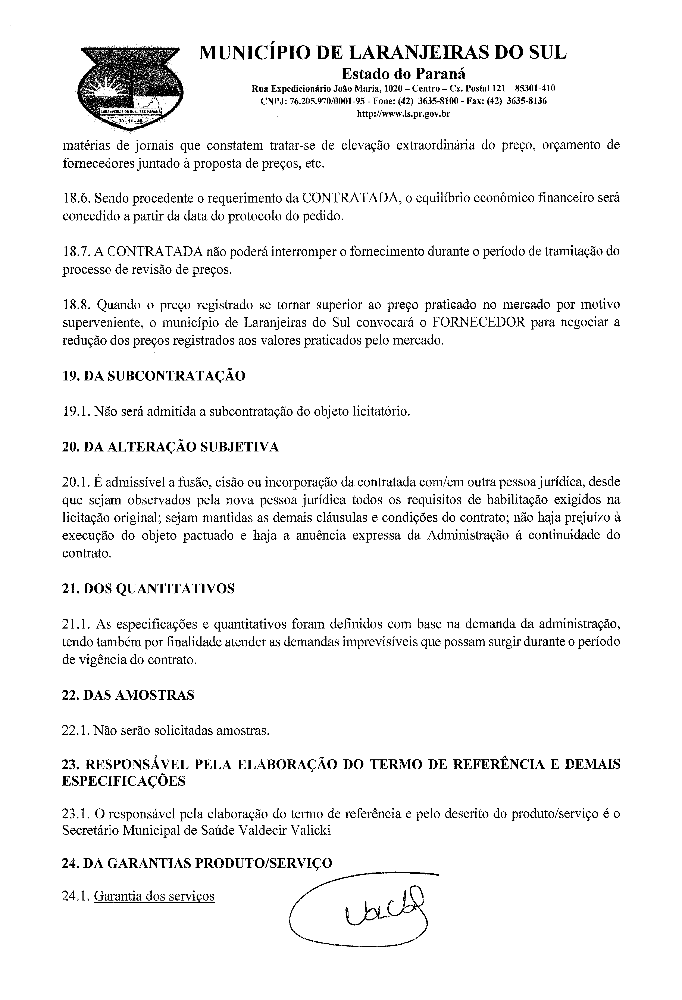 MUNICÍPIO DE LARANJEIRAS DO SUL
Estado do Paraná
Rua Expedicionário João Maria, 1020 – Centro – Cx. Postal 121 – 85301-410
CNPJ: 76.205.970/0001-95 - Fone: (42) 3635-8100 - Fax: (42) 3635-8136
http://www.ls.pr.gov.br
LARANJEIRAS DO SUL - EST. PARANÁ
30 - 11 - 46
matérias de jornais que constatem tratar-se de elevação extraordinária do preço, orçamento de
fornecedores juntado à proposta de preços, etc.
18.6. Sendo procedente o requerimento da CONTRATADA, o equilíbrio econômico financeiro será
concedido a partir da data do protocolo do pedido.
18.7. A CONTRATADA não poderá interromper o fornecimento durante o período de tramitação do
processo de revisão de preços.
18.8. Quando o preço registrado se tornar superior ao preço praticado no mercado por motivo
superveniente, o município de Laranjeiras do Sul convocará o FORNECEDOR para negociar a
redução dos preços registrados aos valores praticados pelo mercado.
19. DA SUBCONTRATAÇÃO
19.1. Não será admitida a subcontratação do objeto licitatório.
20. DA ALTERAÇÃO SUBJETIVA
20.1. É admissível a fusão, cisão ou incorporação da contratada com/em outra pessoa jurídica, desde
que sejam observados pela nova pessoa jurídica todos os requisitos de habilitação exigidos na
licitação original; sejam mantidas as demais cláusulas e condições do contrato; não haja prejuízo à
execução do objeto pactuado e haja a anuência expressa da Administração á continuidade do
contrato.
21. DOS QUANTITATIVOS
21.1. As especificações e quantitativos foram definidos com base na demanda da administração,
tendo também por finalidade atender as demandas imprevisíveis que possam surgir durante o período
de vigência do contrato.
22. DAS AMOSTRAS
22.1. Não serão solicitadas amostras.
23. RESPONSÁVEL PELA ELABORAÇÃO DO TERMO DE REFERÊNCIA E DEMAIS
ESPECIFICAÇÕES
23.1. O responsável pela elaboração do termo de referência e pelo descrito do produto/serviço é o
Secretário Municipal de Saúde Valdecir Valicki
24. DA GARANTIAS PRODUTO/SERVIÇO
24.1. Garantia dos serviços